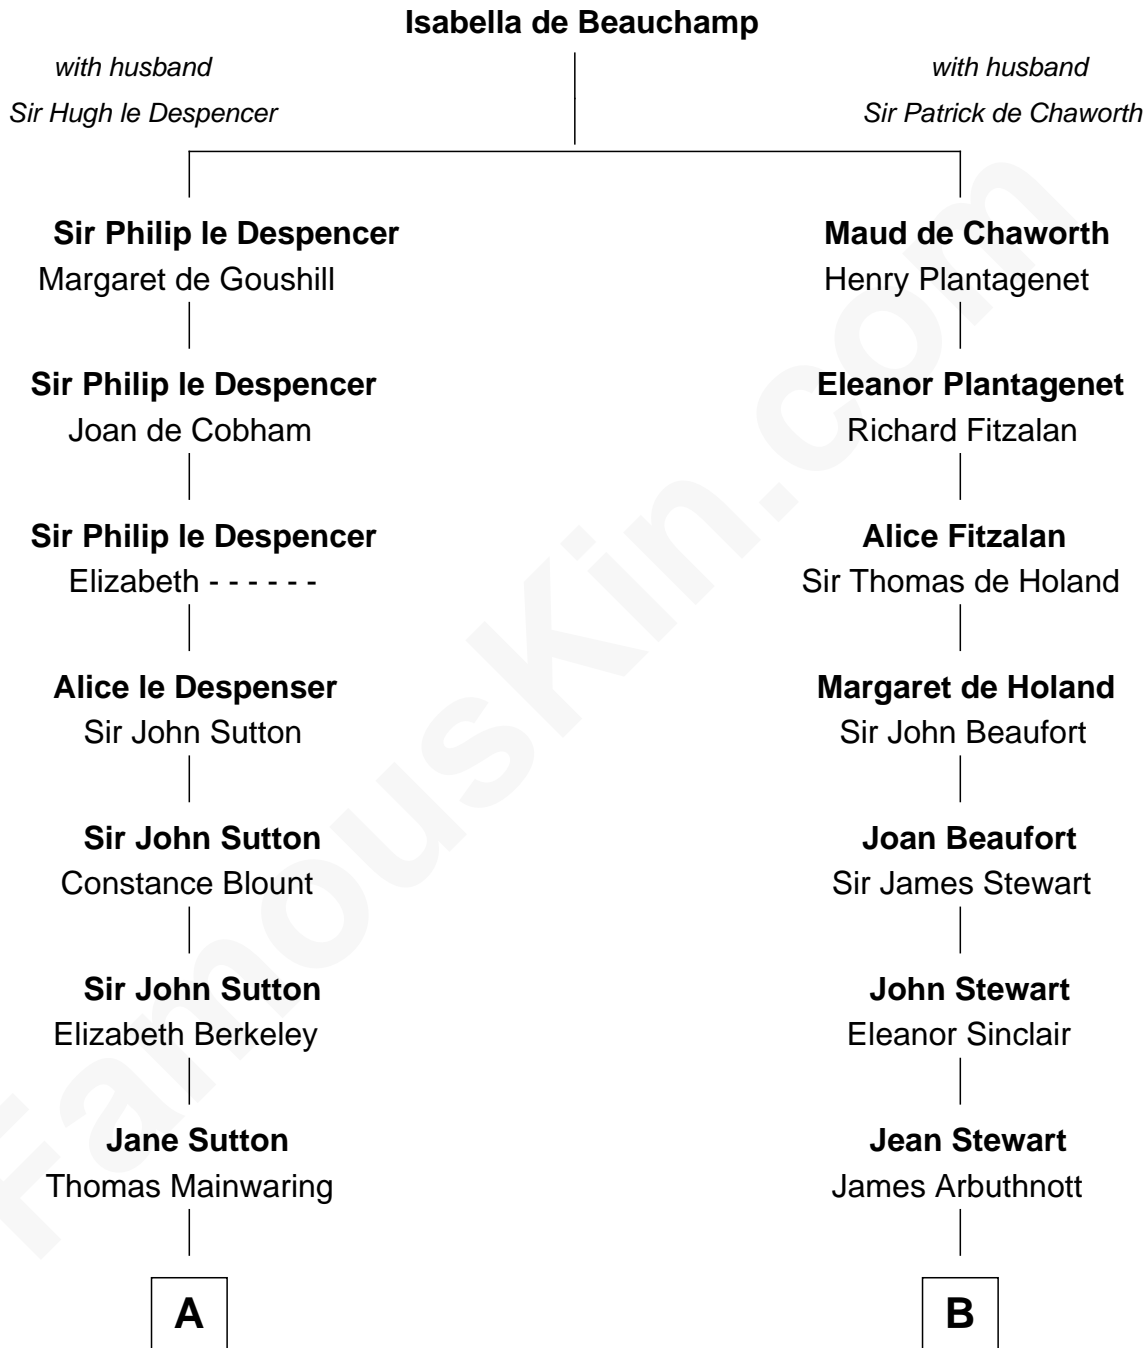 Isabella de Beauchamp
with husband
Sir Hugh le Despencer
with husband
Sir Patrick de Chaworth
Sir Philip le Despencer
Margaret de Goushill
Maud de Chaworth
Henry Plantagenet
Sir Philip le Despencer
Joan de Cobham
Eleanor Plantagenet
Richard Fitzalan
Sir Philip le Despencer
Elizabeth - - - - - -
Alice Fitzalan
Sir Thomas de Holand
Alice le Despenser
Sir John Sutton
Margaret de Holand
Sir John Beaufort
Sir John Sutton
Constance Blount
Joan Beaufort
Sir James Stewart
Sir John Sutton
Elizabeth Berkeley
John Stewart
Eleanor Sinclair
Jane Sutton
Thomas Mainwaring
Jean Stewart
James Arbuthnott
A
B
FamousKin.com